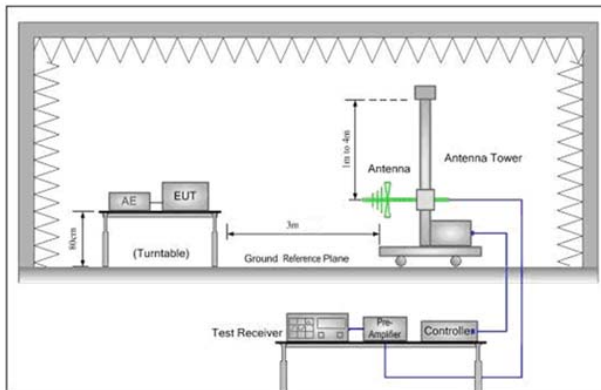 1m to 4m
Antenna
Antenna Tower
AE
EUT
80cm
(Turntable)
3m
Ground Reference Plane
Test Receiver
Pre-
Amplifier
Controller